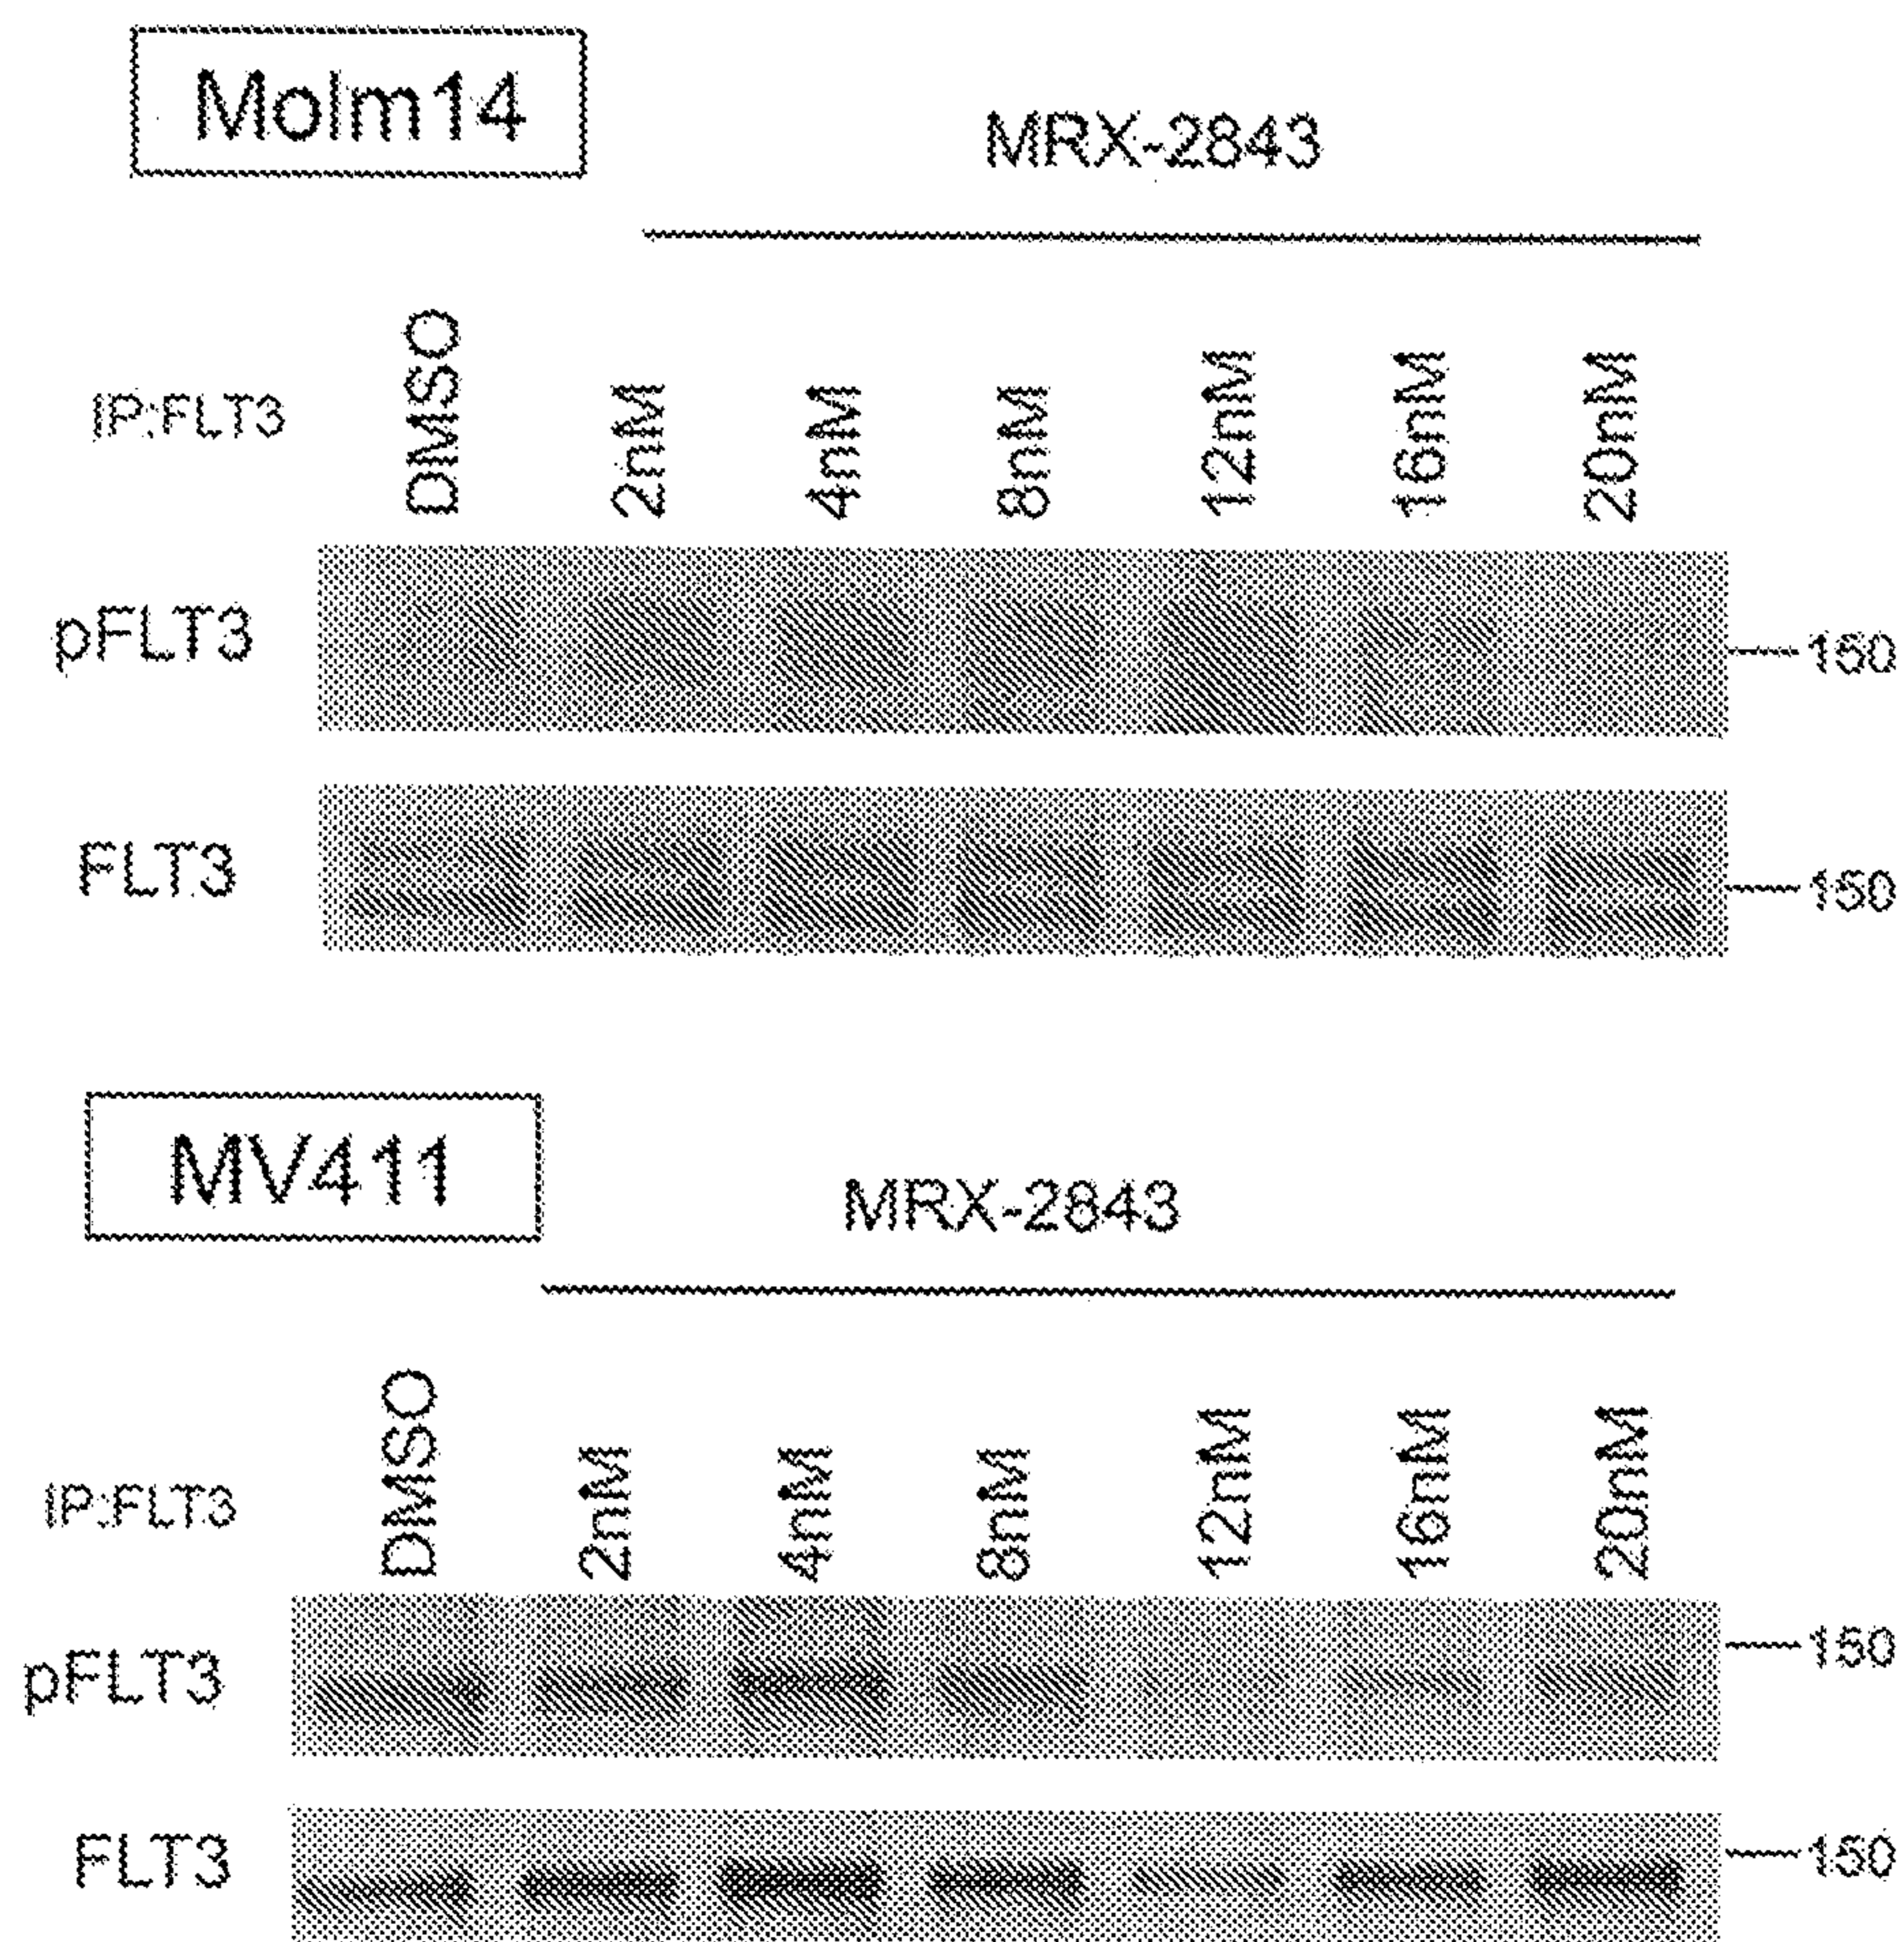 Molm14
MRX-2843
IP:FLT3 DMSO 2nM 4nM 8nM 12nM 16nM 20nM
pFLT3 150
FLT3 150
MV411
MRX-2843
IP:FLT3 DMSO 2nM 4nM 8nM 12nM 16nM 20nM
pFLT3 150
FLT3 150